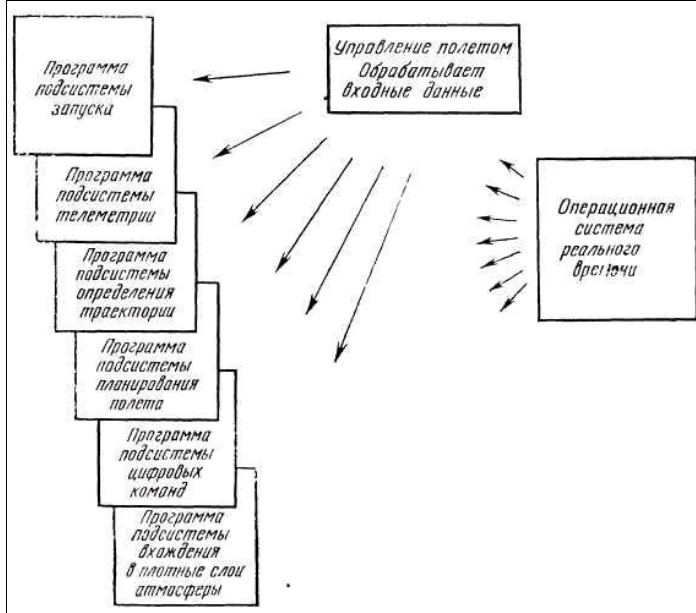 Программа
подсистемы
запуска
Управление полетом
Обрабатывает
входные данные
Программа
подсистемы
телеметрии
Операционная
система
реального
Программа
подсистемы
определения
траектории
Программа
подсистемы
планирования
полета
Программа
подсистемы
цифровых
команд
Программа
подсистемы
вхождения
в плотные слои
атмосферы